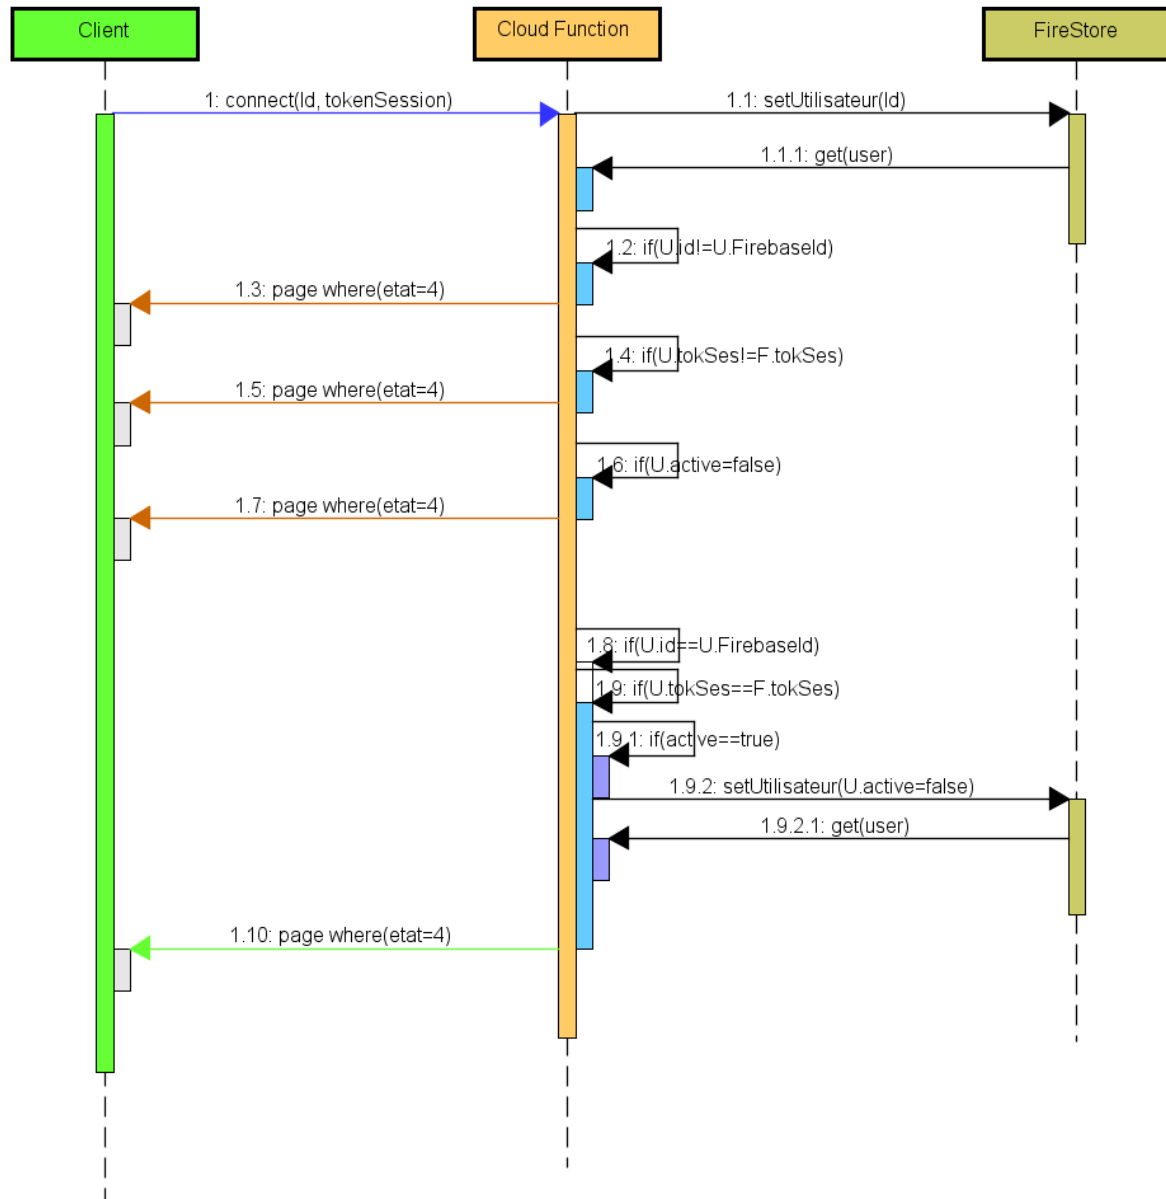 Client
Cloud Function
FireStore
1: connect(Id, tokenSession)
1.1: setUtilisateur(Id)
1.1.1: get(user)
1.2: if(U.id!=U.FirebaseId)
1.3: page where(etat=4)
1.4: if(U.tokSes!=F.tokSes)
1.5: page where(etat=4)
1.6: if(U.active=false)
1.7: page where(etat=4)
1.8: if(U.id==U.FirebaseId)
1.9: if(U.tokSes==F.tokSes)
1.9.1: if(active==true)
1.9.2: setUtilisateur(U.active=false)
1.9.2.1: get(user)
1.10: page where(etat=4)